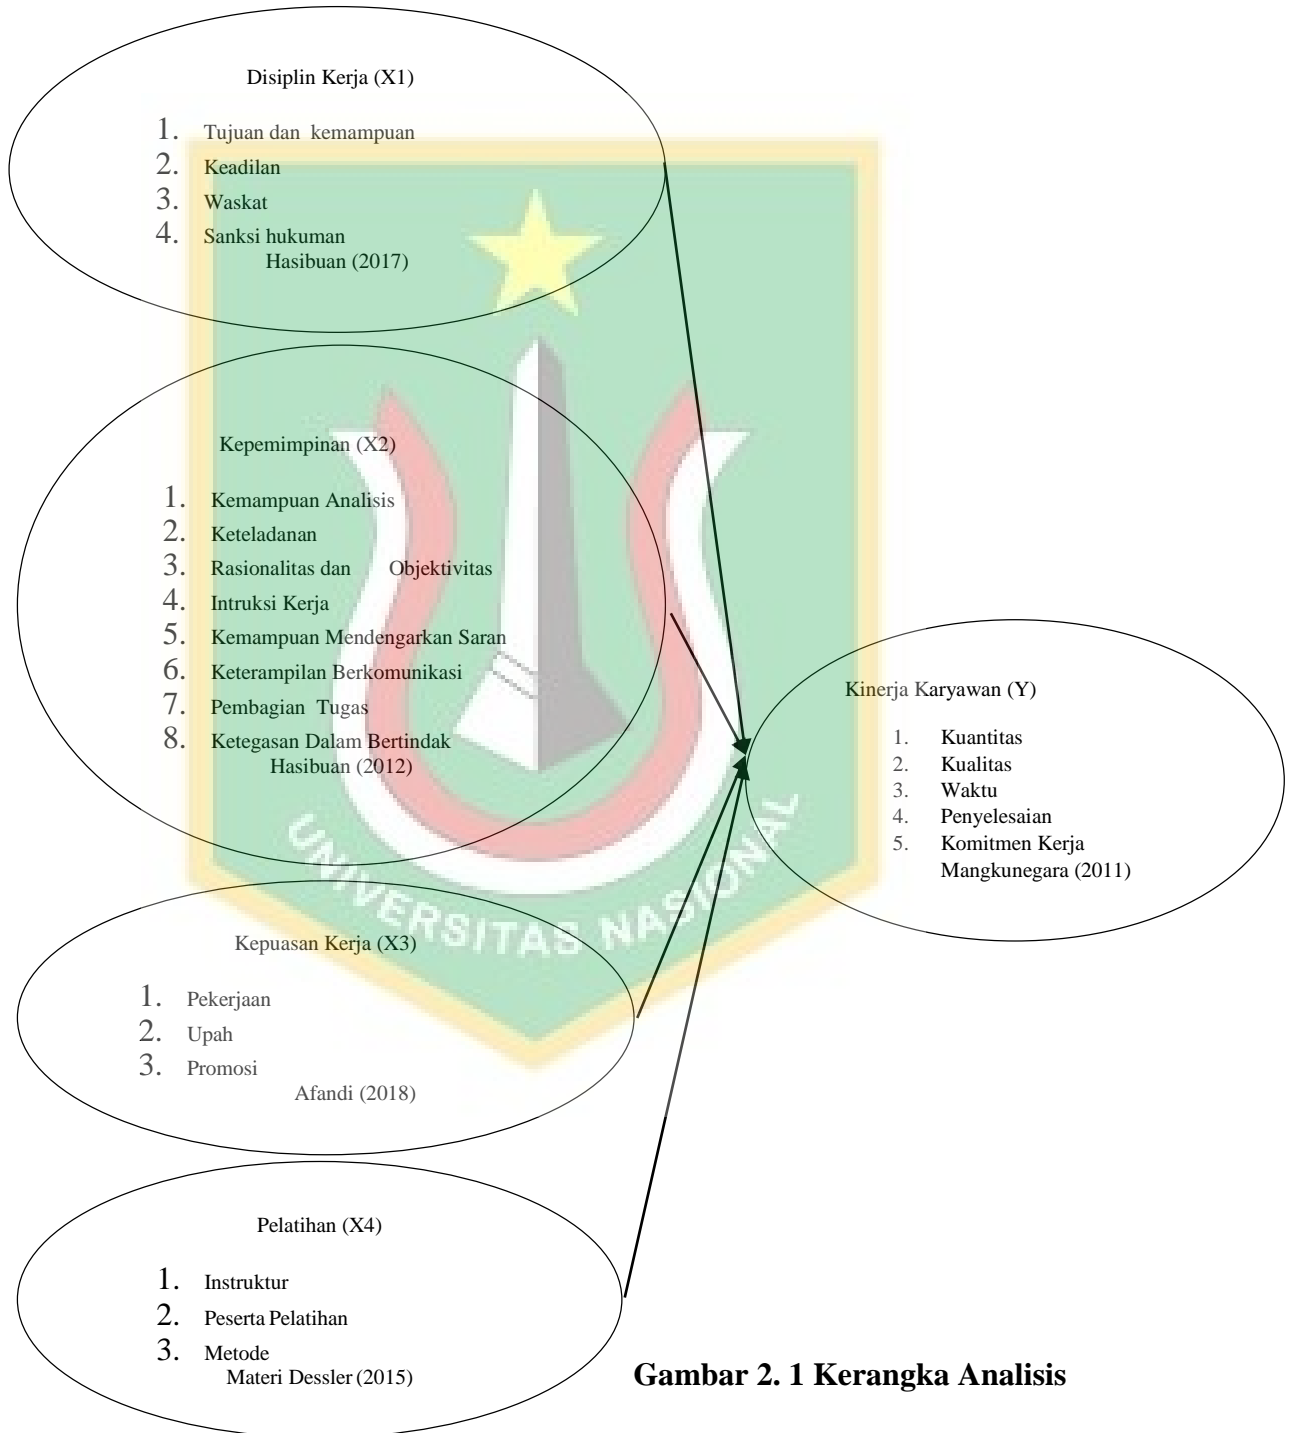 Disiplin Kerja (X1)
1. Tujuan dan kemampuan
2. Keadilan
3. Waskat
4. Sanksi hukuman
Hasibuan (2017)
Kepemimpinan (X2)
1. Kemampuan Analisis
2. Keteladanan
3. Rasionalitas dan Objektivitas
4. Intruksi Kerja
5. Kemampuan Mendengarkan Saran
6. Keterampilan Berkomunikasi
7. Pembagian Tugas
8. Ketegasan Dalam Bertindak
Hasibuan (2012)
Kinerja Karyawan (Y)
1. Kuantitas
2. Kualitas
3. Waktu
4. Penyelesaian
5. Komitmen Kerja
Mangkunegara (2011)
UNIVERSITAS NASIONAL
Kepuasan Kerja (X3)
1. Pekerjaan
2. Upah
3. Promosi
Afandi (2018)
Pelatihan (X4)
1. Instruktur
2. Peserta Pelatihan
3. Metode
Materi Dessler (2015)
Gambar 2. 1 Kerangka Analisis